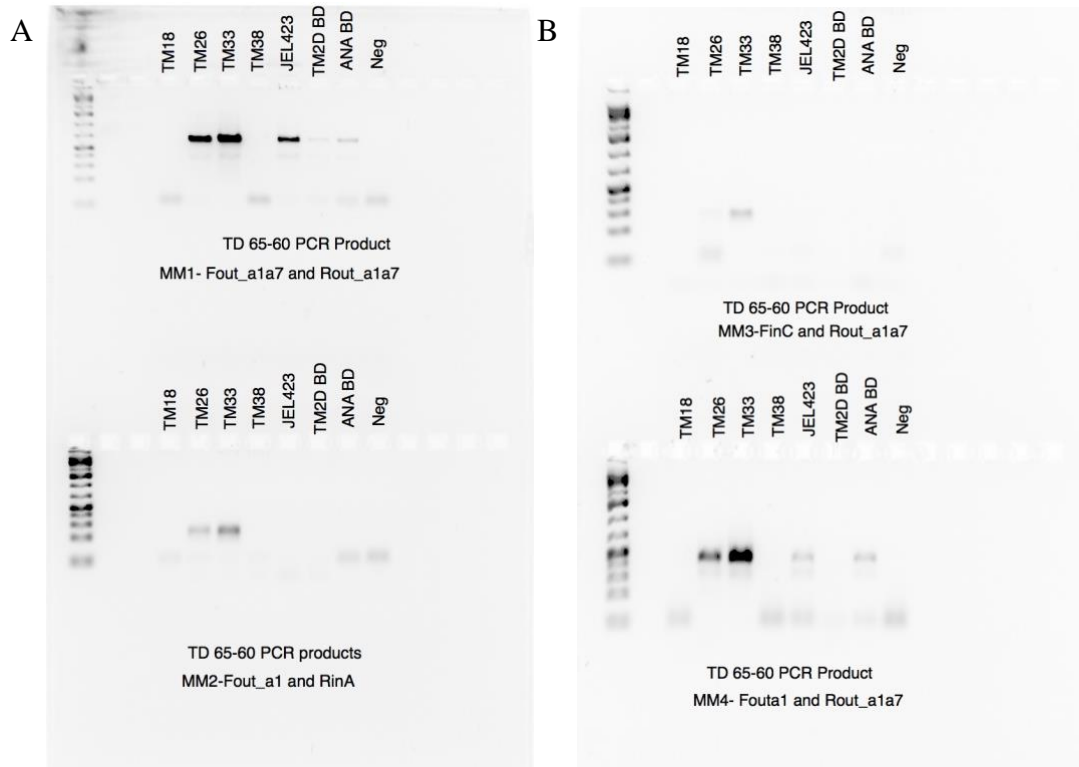 A
TM18
TM26
TM33
TM38
JEL423
TM2D BD
ANA BD
Neg
TD 65-60 PCR Product
MM1- Fout_a1a7 and Rout_a1a7
TM18
TM26
TM33
TM38
JEL423
TM2D BD
ANA BD
Neg
TD 65-60 PCR products
MM2-Fout_a1 and RinA
B
TM18
TM26
TM33
TM38
JEL423
TM2D BD
ANA BD
Neg
TD 65-60 PCR Product
MM3-FinC and Rout_a1a7
TM18
TM26
TM33
TM38
JEL423
TM2D BD
ANA BD
Neg
TD 65-60 PCR Product
MM4- Fouta1 and Rout_a1a7